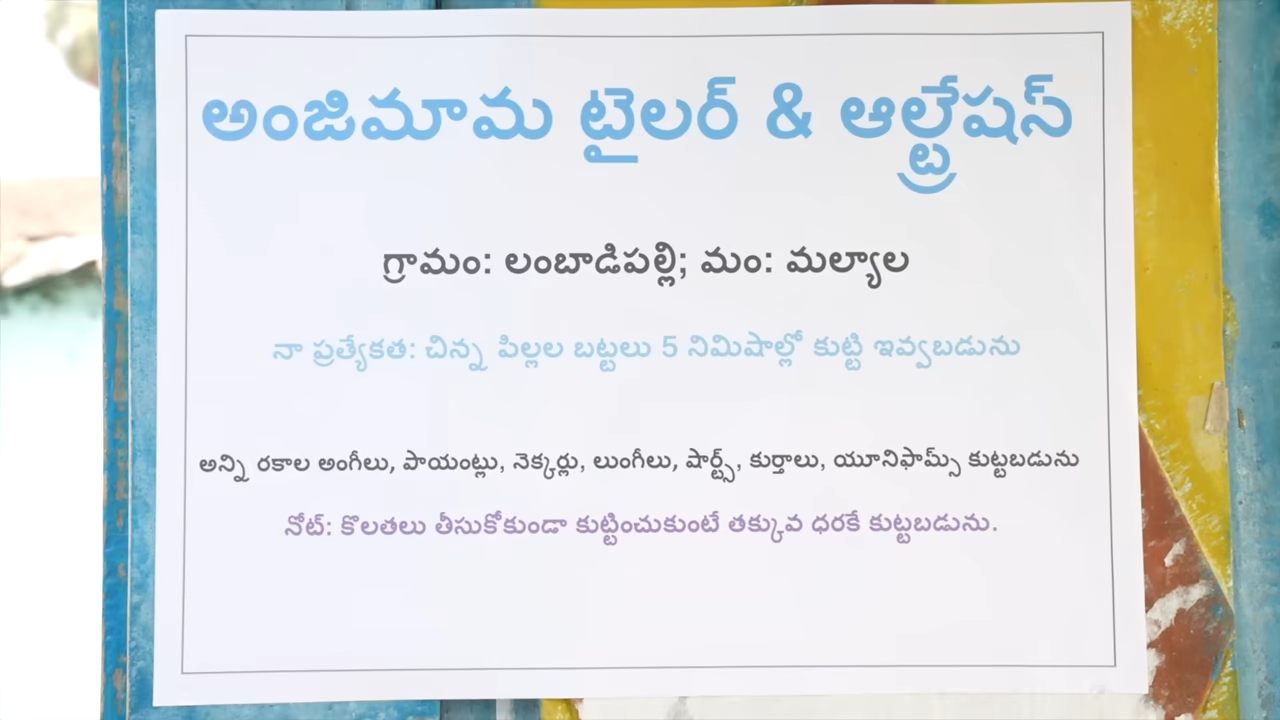 అంజిమామ టైలర్ & ఆల్ట్రేషన్
గ్రామం: లంబాడిపల్లి; మం: మల్యాల
నా ప్రత్యేకత: చిన్న పిల్లల బట్టలు 5 నిమిషాల్లో కుట్టి ఇవ్వబడును
అన్ని రకాల అంగీలు, పాయంట్లు, నెక్కర్లు, లుంగీలు, షార్ట్స్, కుర్తాలు, యూనిఫామ్స్ కుట్టబడును
నోట్: కొలతలు తీసుకోకుండా కుట్టించుకుంటే తక్కువ ధరకే కుట్టబడును.